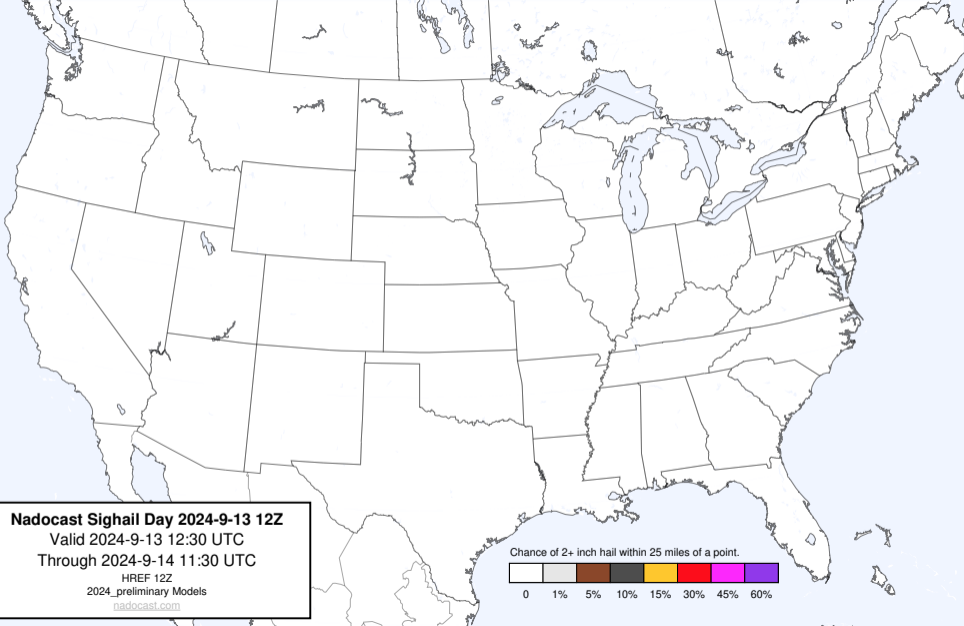 Nadocast Sighail Day 2024-9-13 12Z
Valid 2024-9-13 12:30 UTC
Through 2024-9-14 11:30 UTC
HREF 12Z
2024_preliminary Models
nadocast.com
Chance of 2+ inch hail within 25 miles of a point.
0 1% 5% 10% 15% 30% 45% 60%